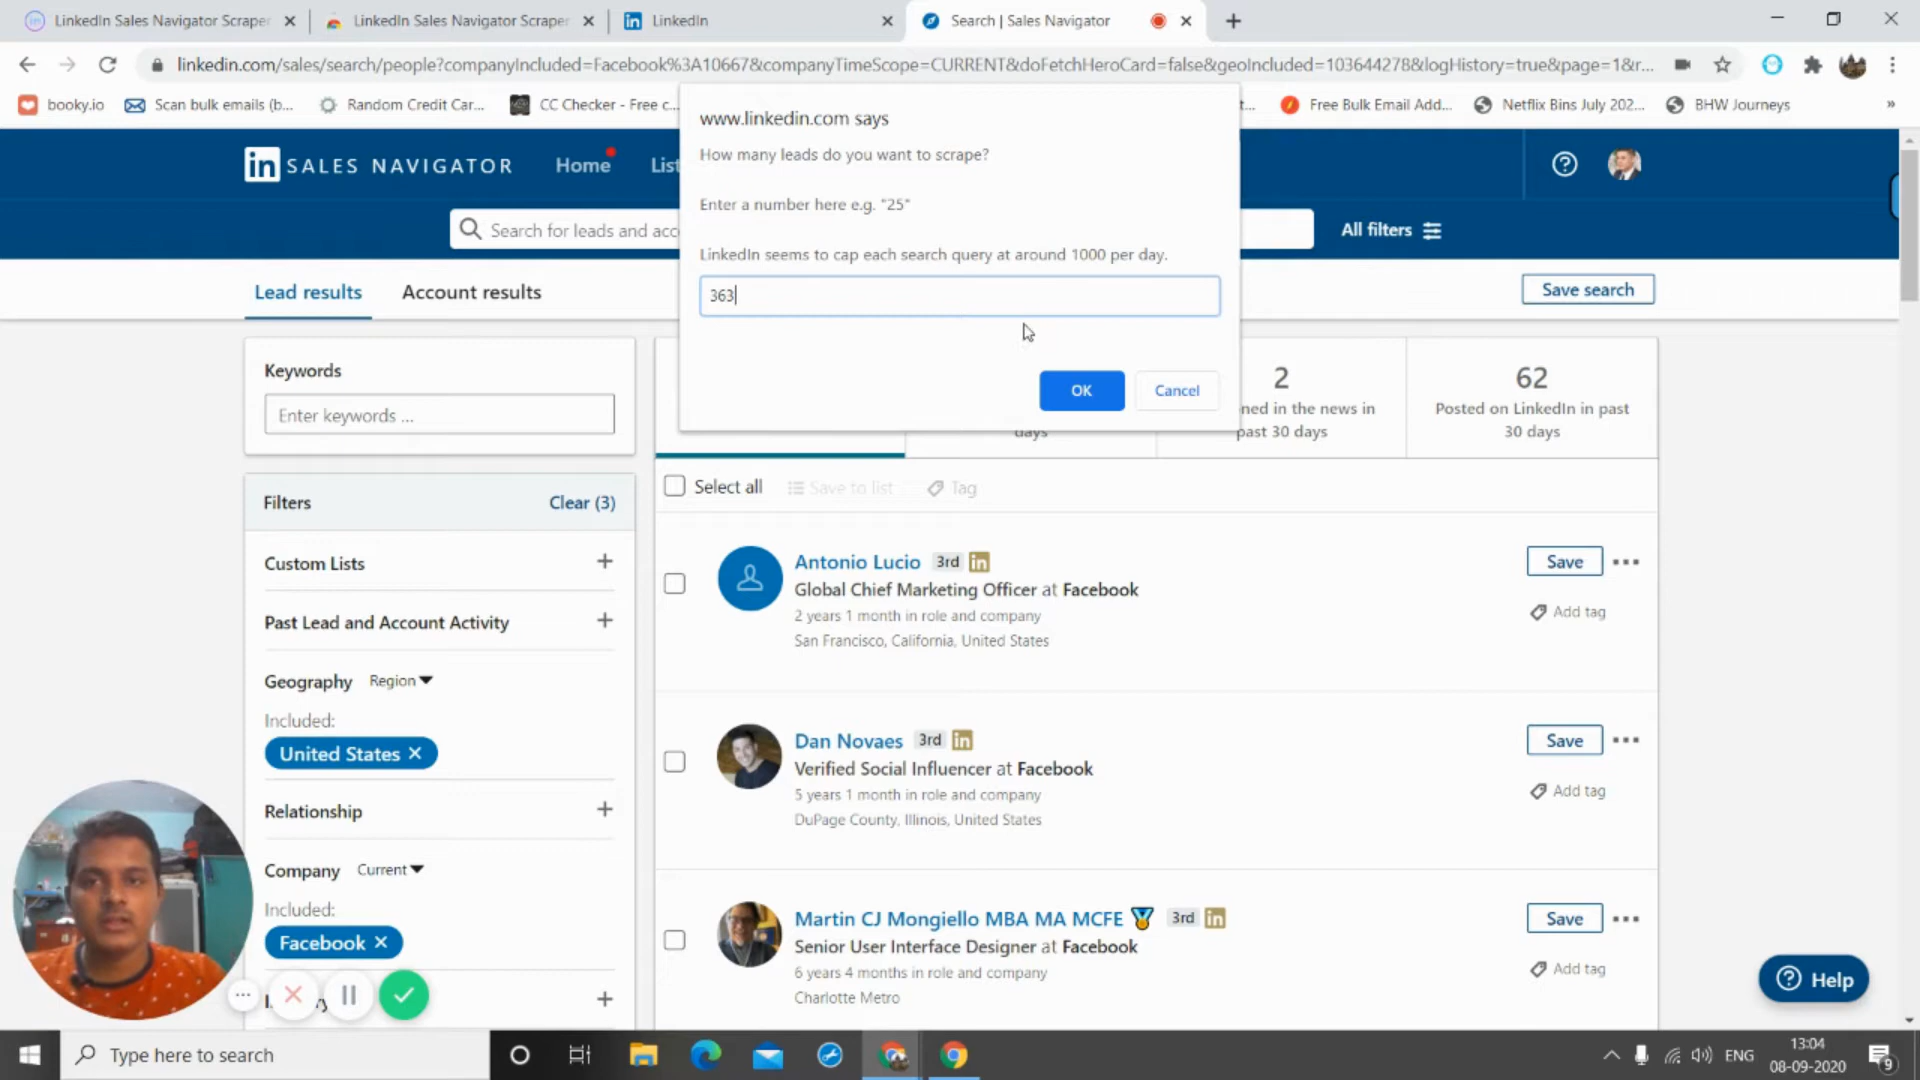 LinkedIn Sales Navigator Scraper
LinkedIn Sales Navigator Scraper
LinkedIn
Search | Sales Navigator
linkedin.com/sales/search/people?companyIncluded=Facebook%3A10667&companyTimeScope=CURRENT&doFetchHeroCard=false&geoIncluded=103644278&logHistory=true&page=1&r...
booky.io
Scan bulk emails (b...
Random Credit Car...
CC Checker - Free c...
t...
Free Bulk Email Add...
Netflix Bins July 202...
BHW Journeys
»
www.linkedin.com says
How many leads do you want to scrape?
Enter a number here e.g. "25"
LinkedIn seems to cap each search query at around 1000 per day.
363
OK
Cancel
in SALES NAVIGATOR
Home
List
Search for leads and acco
All filters
Lead results
Account results
Save search
Keywords
Enter keywords ...
Filters
Clear (3)
Custom Lists
Past Lead and Account Activity
Geography Region
Included:
United States
Relationship
Company Current
Included:
Facebook
days
2
ned in the news in
past 30 days
62
Posted on LinkedIn in past
30 days
Select all
Save to list
Tag
Antonio Lucio 3rd in
Global Chief Marketing Officer at Facebook
2 years 1 month in role and company
San Francisco, California, United States
Save
Add tag
Dan Novaes 3rd in
Verified Social Influencer at Facebook
5 years 1 month in role and company
DuPage County, Illinois, United States
Save
Add tag
Martin CJ Mongiello MBA MA MCFE 3rd in
Senior User Interface Designer at Facebook
6 years 4 months in role and company
Charlotte Metro
Save
Add tag
Help
Type here to search
ENG
13:04
08-09-2020
9